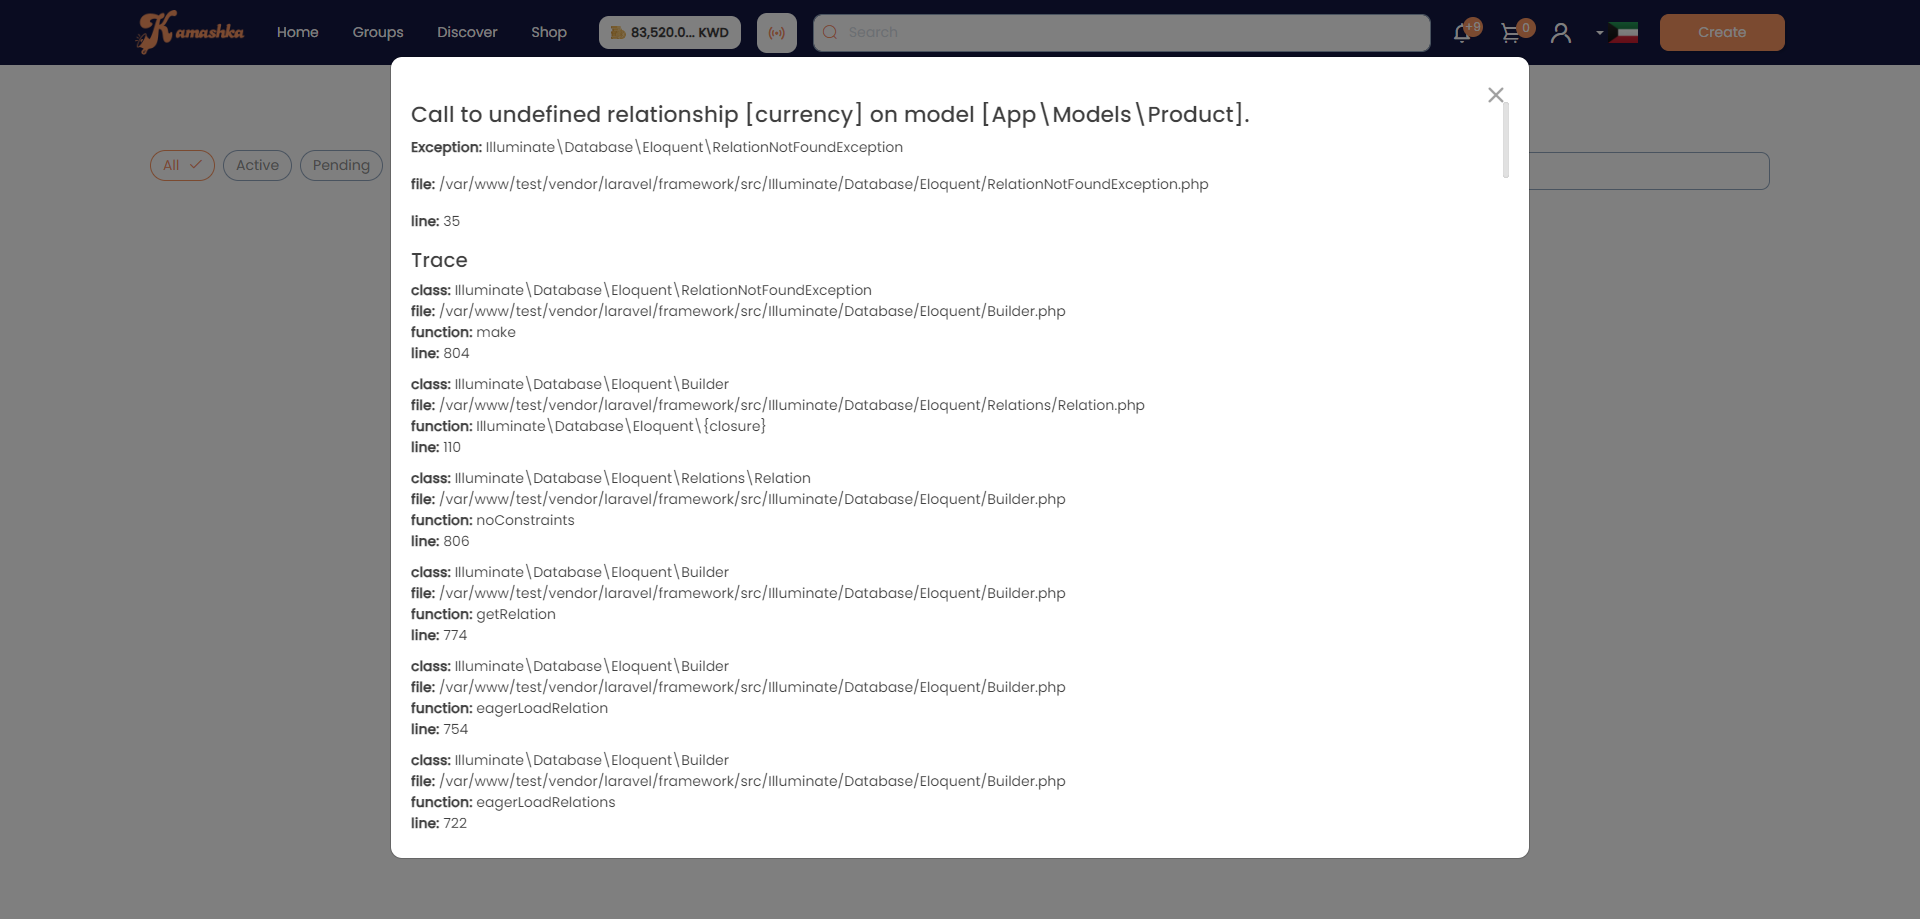 Kamashka Home Groups Discover Shop 83,520.0... KWD Search +9 0 Create
All Active Pending
Call to undefined relationship [currency] on model [App\Models\Product].
Exception: Illuminate\Database\Eloquent\RelationNotFoundException
file: /var/www/test/vendor/laravel/framework/src/Illuminate/Database/Eloquent/RelationNotFoundException.php
line: 35
Trace
class: Illuminate\Database\Eloquent\RelationNotFoundException
file: /var/www/test/vendor/laravel/framework/src/Illuminate/Database/Eloquent/Builder.php
function: make
line: 804
class: Illuminate\Database\Eloquent\Builder
file: /var/www/test/vendor/laravel/framework/src/Illuminate/Database/Eloquent/Relations/Relation.php
function: Illuminate\Database\Eloquent\{closure}
line: 110
class: Illuminate\Database\Eloquent\Relations\Relation
file: /var/www/test/vendor/laravel/framework/src/Illuminate/Database/Eloquent/Builder.php
function: noConstraints
line: 806
class: Illuminate\Database\Eloquent\Builder
file: /var/www/test/vendor/laravel/framework/src/Illuminate/Database/Eloquent/Builder.php
function: getRelation
line: 774
class: Illuminate\Database\Eloquent\Builder
file: /var/www/test/vendor/laravel/framework/src/Illuminate/Database/Eloquent/Builder.php
function: eagerLoadRelation
line: 754
class: Illuminate\Database\Eloquent\Builder
file: /var/www/test/vendor/laravel/framework/src/Illuminate/Database/Eloquent/Builder.php
function: eagerLoadRelations
line: 722